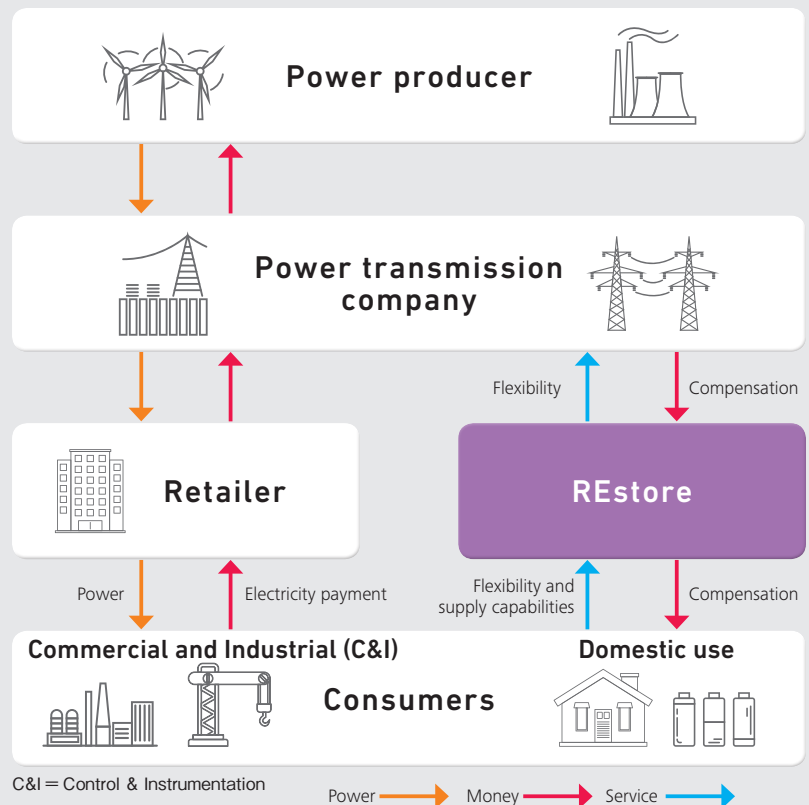 Power producer
Power transmission
company
Flexibility
Compensation
Retailer
REstore
Power
Electricity payment
Flexibility and
supply capabilities
Compensation
Commercial and Industrial (C&I)
Domestic use
Consumers
C&I = Control & Instrumentation
Power
Money
Service